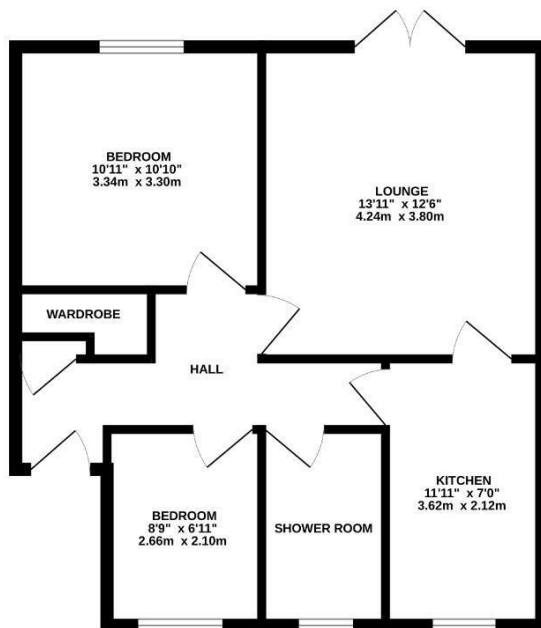 BEDROOM
10'11" x 10'10"
3.34m x 3.30m
LOUNGE
13'11" x 12'6"
4.24m x 3.80m
WARDROBE
HALL
BEDROOM
8'9" x 6'11"
2.66m x 2.10m
SHOWER ROOM
KITCHEN
11'11" x 7'0"
3.62m x 2.12m